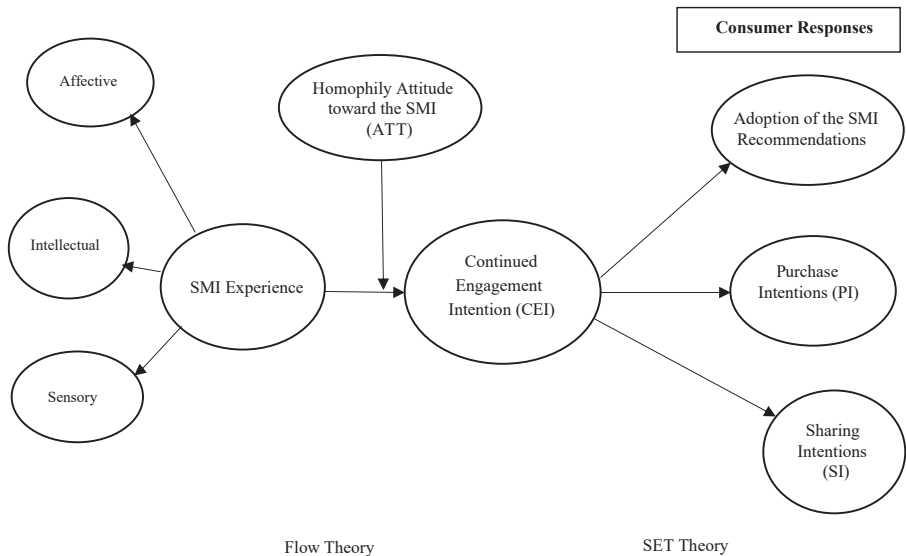 Consumer Responses
Affective
Homophily Attitude
toward the SMI
(ATT)
Adoption of the SMI
Recommendations
Intellectual
SMI Experience
Continued
Engagement
Intention (CEI)
Purchase
Intentions (PI)
Sensory
Sharing
Intentions
(SI)
Flow Theory
SET Theory